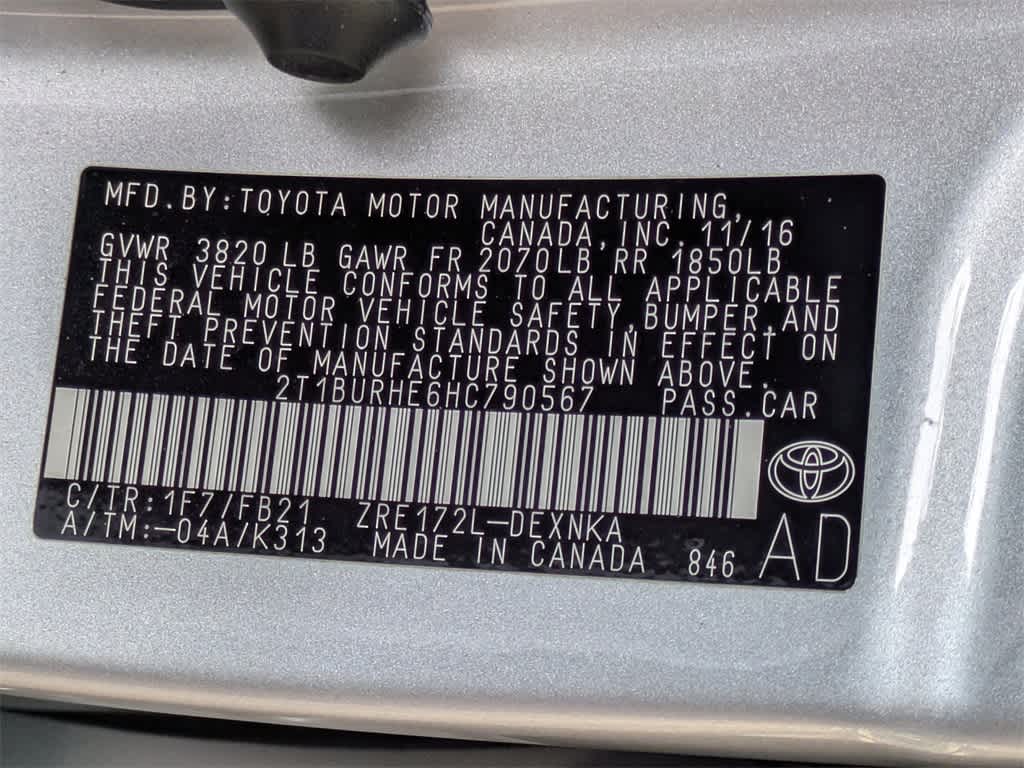 MFD.BY:TOYOTA MOTOR MANUFACTURING,
CANADA,INC. 11/16
GVWR 3820 LB GAWR FR 2070LB RR 1850LB
THIS VEHICLE CONFORMS TO ALL APPLICABLE
FEDERAL MOTOR VEHICLE SAFETY,BUMPER,AND
THEFT PREVENTION STANDARDS IN EFFECT ON
THE DATE OF MANUFACTURE SHOWN ABOVE.
2T1BURHE6HC790567 PASS.CAR
C/TR:1F7/FB21 ZRE172L-DEXNKA
A/TM:-04A/K313 MADE IN CANADA 846 AD